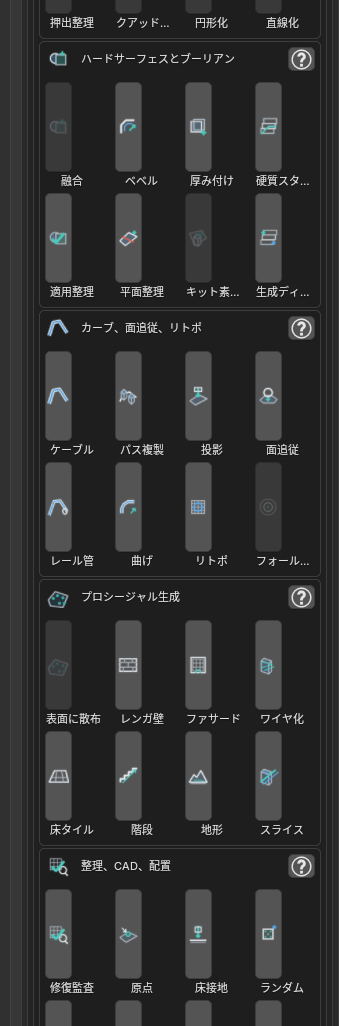 押出整理 クアッド... 円形化 直線化
ハードサーフェスとブーリアン
融合 ベベル 厚み付け 硬質スタ...
適用整理 平面整理 キット素... 生成ディ...
カーブ、面追従、リトポ
ケーブル パス複製 投影 面追従
レール管 曲げ リトポ フォール...
プロシージャル生成
表面に散布 レンガ壁 ファサード ワイヤ化
床タイル 階段 地形 スライス
整理、CAD、配置
修復監査 原点 床接地 ランダム